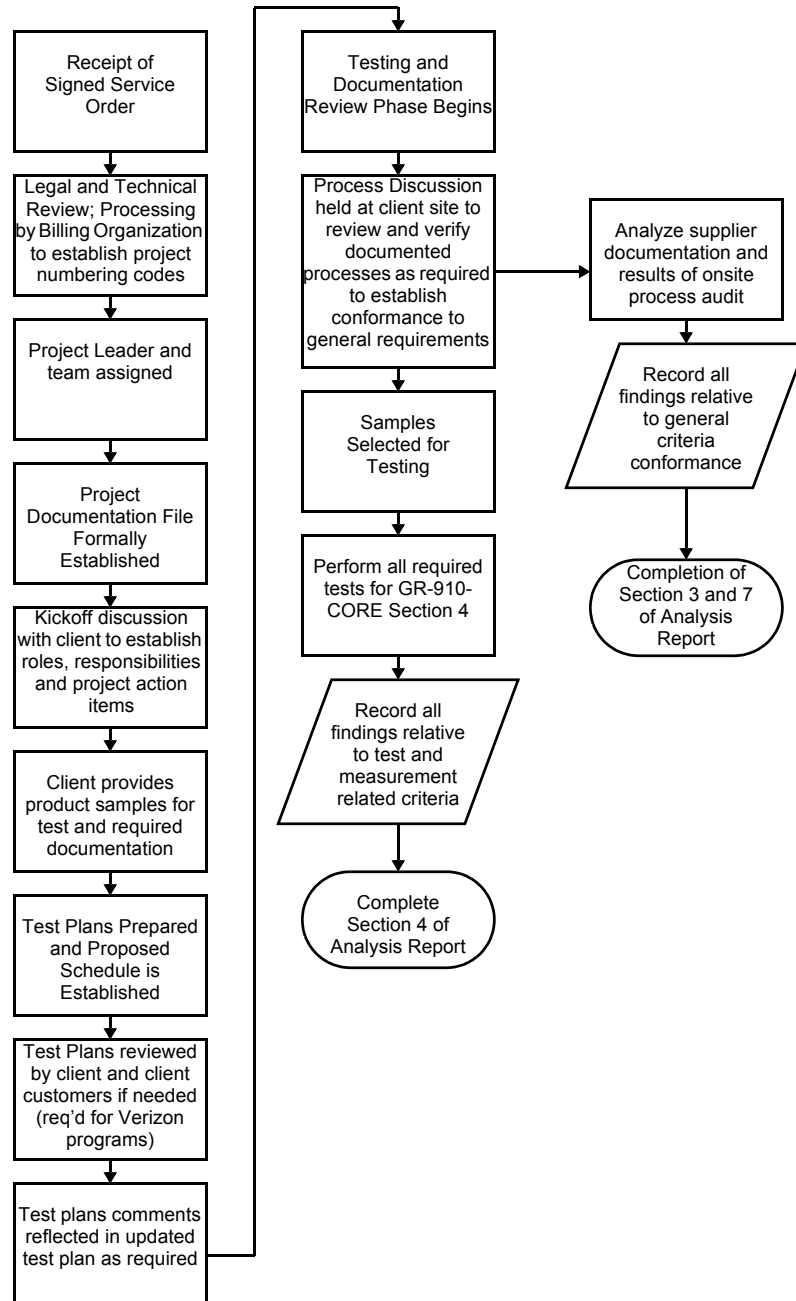 Receipt of
Signed Service
Order
Legal and Technical
Review; Processing
by Billing Organization
to establish project
numbering codes
Project Leader and
team assigned
Project
Documentation File
Formally
Established
Kickoff discussion
with client to establish
roles, responsibilities
and project action
items
Client provides
product samples for
test and required
documentation
Test Plans Prepared
and Proposed
Schedule is
Established
Test Plans reviewed
by client and client
customers if needed
(req’d for Verizon
programs)
Test plans comments
reflected in updated
test plan as required
Testing and
Documentation
Review Phase Begins
Process Discussion
held at client site to
review and verify
documented
processes as required
to establish
conformance to
general requirements
Samples
Selected for
Testing
Perform all required
tests for GR-910-
CORE Section 4
Record all
findings relative
to test and
measurement
related criteria
Complete
Section 4 of
Analysis Report
Analyze supplier
documentation and
results of onsite
process audit
Record all
findings relative
to general
criteria
conformance
Completion of
Section 3 and 7
of Analysis
Report